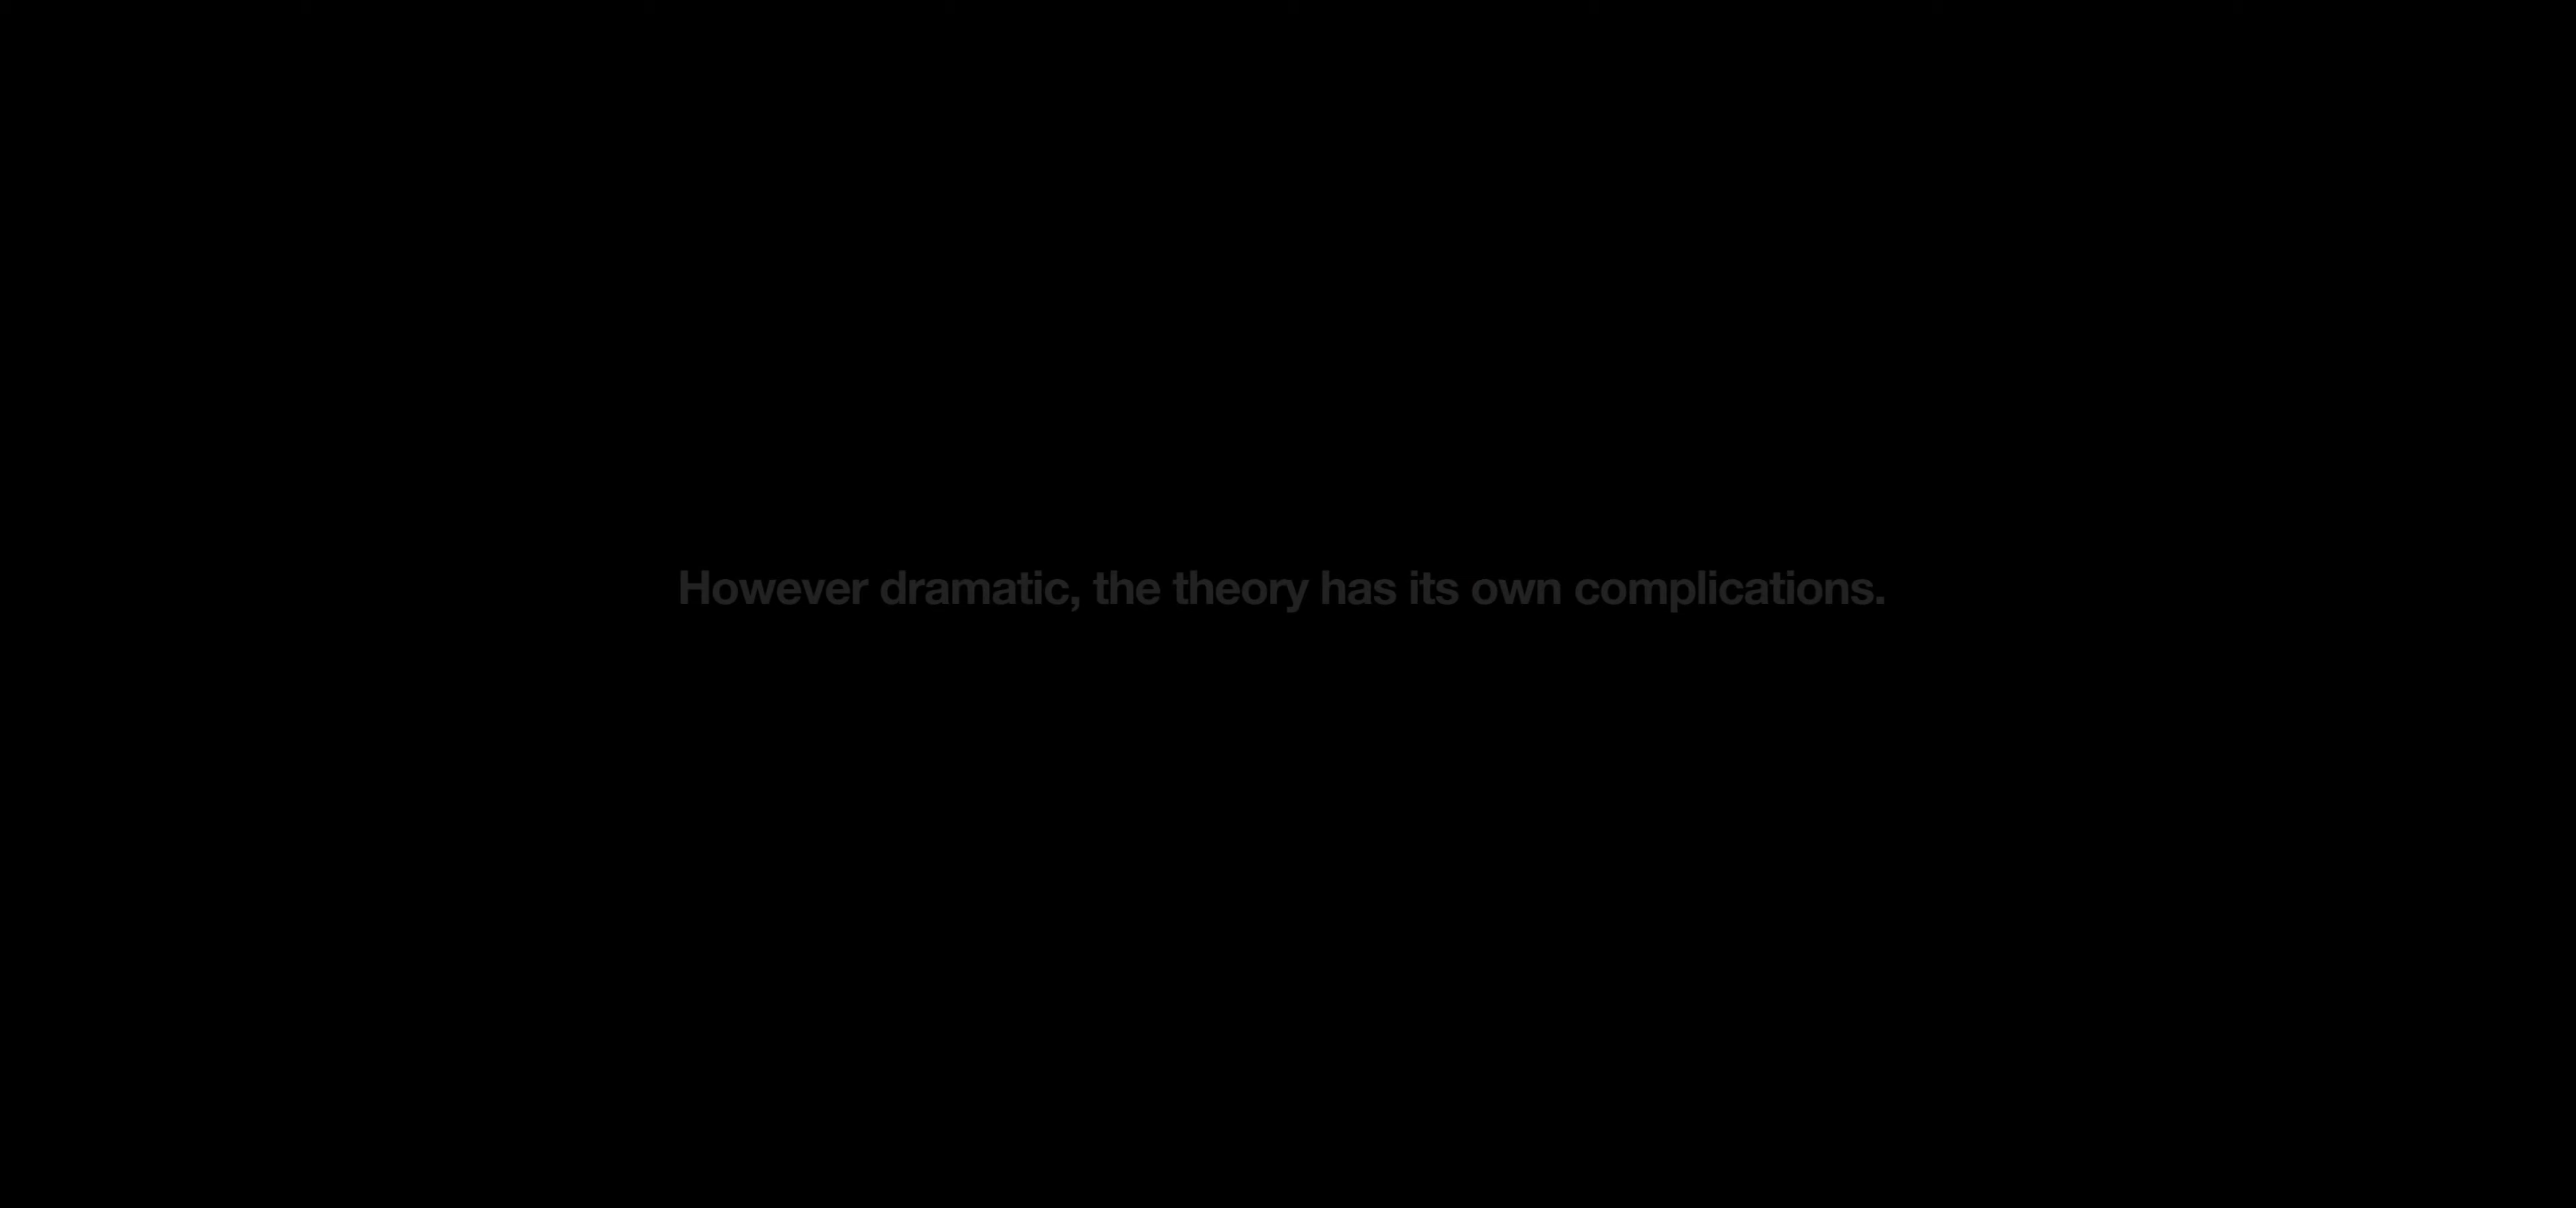 However dramatic, the theory has its own complications.